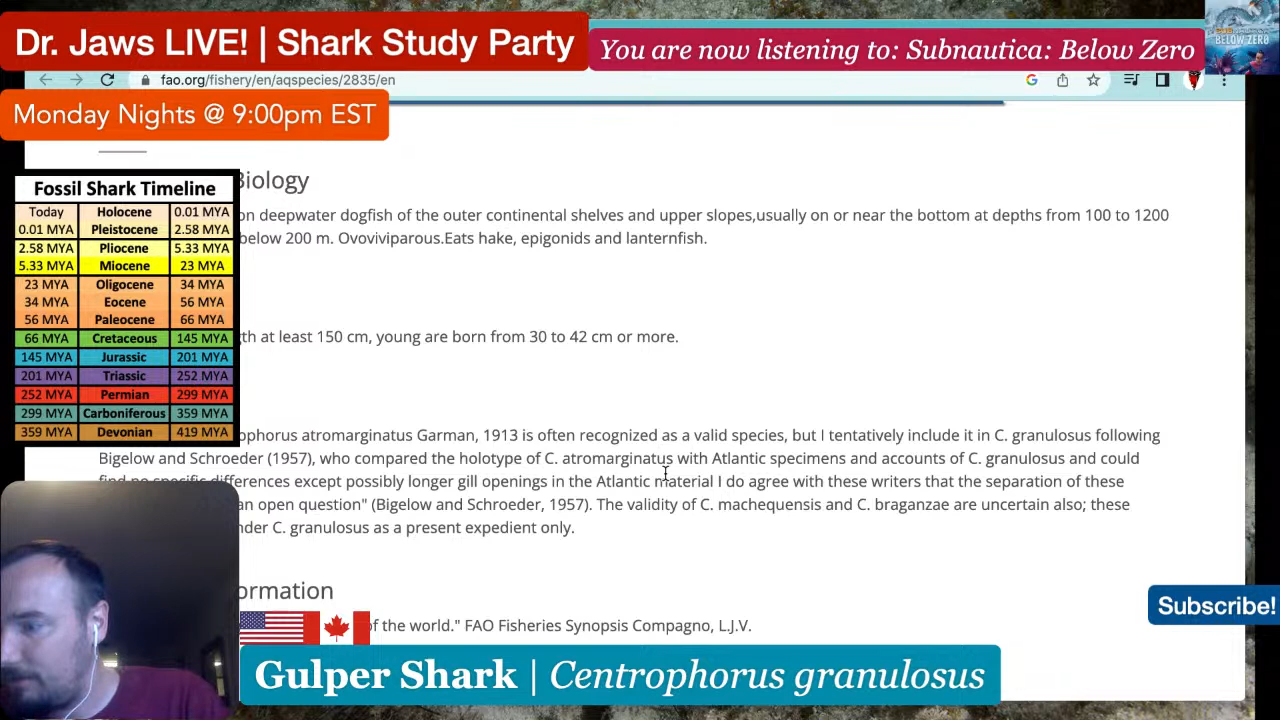 Dr. Jaws LIVE! | Shark Study Party
You are now listening to: Subnautica: Below Zero
BELOW ZERO
fao.org/fishery/en/aqspecies/2835/en
Monday Nights @ 9:00pm EST
Biology
Fossil Shark Timeline
Today Holocene 0.01 MYA
0.01 MYA Pleistocene 2.58 MYA
2.58 MYA Pliocene 5.33 MYA
5.33 MYA Miocene 23 MYA
23 MYA Oligocene 34 MYA
34 MYA Eocene 56 MYA
56 MYA Paleocene 66 MYA
66 MYA Cretaceous 145 MYA
145 MYA Jurassic 201 MYA
201 MYA Triassic 252 MYA
252 MYA Permian 299 MYA
299 MYA Carboniferous 359 MYA
359 MYA Devonian 419 MYA
on deepwater dogfish of the outer continental shelves and upper slopes,usually on or near the bottom at depths from 100 to 1200
below 200 m. Ovoviviparous.Eats hake, epigonids and lanternfish.
gth at least 150 cm, young are born from 30 to 42 cm or more.
ophorus atromarginatus Garman, 1913 is often recognized as a valid species, but I tentatively include it in C. granulosus following
Bigelow and Schroeder (1957), who compared the holotype of C. atromarginatus with Atlantic specimens and accounts of C. granulosus and could
find no specific differences except possibly longer gill openings in the Atlantic material I do agree with these writers that the separation of these
an open question" (Bigelow and Schroeder, 1957). The validity of C. machequensis and C. braganzae are uncertain also; these
nder C. granulosus as a present expedient only.
ormation
of the world." FAO Fisheries Synopsis Compagno, L.J.V.
Subscribe!
Gulper Shark | Centrophorus granulosus